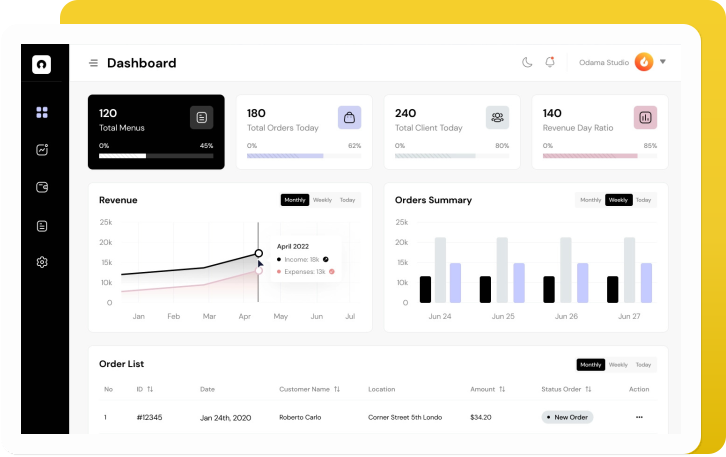 Dashboard
Odama Studio
120
Total Menus
0% 45%
180
Total Orders Today
0% 62%
240
Total Client Today
0% 80%
140
Revenue Day Ratio
0% 85%
Revenue
Monthly Weekly Today
25k
20k
15k
10k
0
Jan Feb Mar Apr May Jun Jul
April 2022
Income: 18k
Expenses: 13k
Orders Summary
Monthly Weekly Today
25k
20k
15k
10k
0
Jun 24 Jun 25 Jun 26 Jun 27
Order List
Monthly Weekly Today
No ID Date Customer Name Location Amount Status Order Action
1 #12345 Jan 24th, 2020 Roberto Carlo Corner Street 5th Londo $34.20 New Order